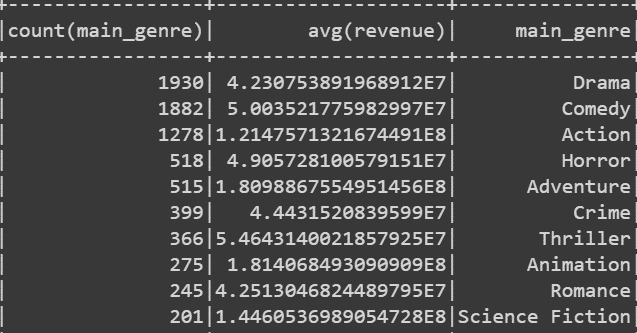 +------------------+--------------------+---------------+
|count(main_genre)|        avg(revenue)|     main_genre|
+------------------+--------------------+---------------+
|             1930| 4.230753891968912E7|          Drama|
|             1882| 5.003521775982997E7|         Comedy|
|             1278|1.2147571321674491E8|         Action|
|              518| 4.905728100579151E7|         Horror|
|              515|1.8098867554951456E8|      Adventure|
|              399|   4.4431520839599E7|          Crime|
|              366|5.4643140021857925E7|       Thriller|
|              275| 1.814068493090909E8|      Animation|
|              245|4.2513046824489795E7|        Romance|
|              201|1.4460536989054728E8|Science Fiction|